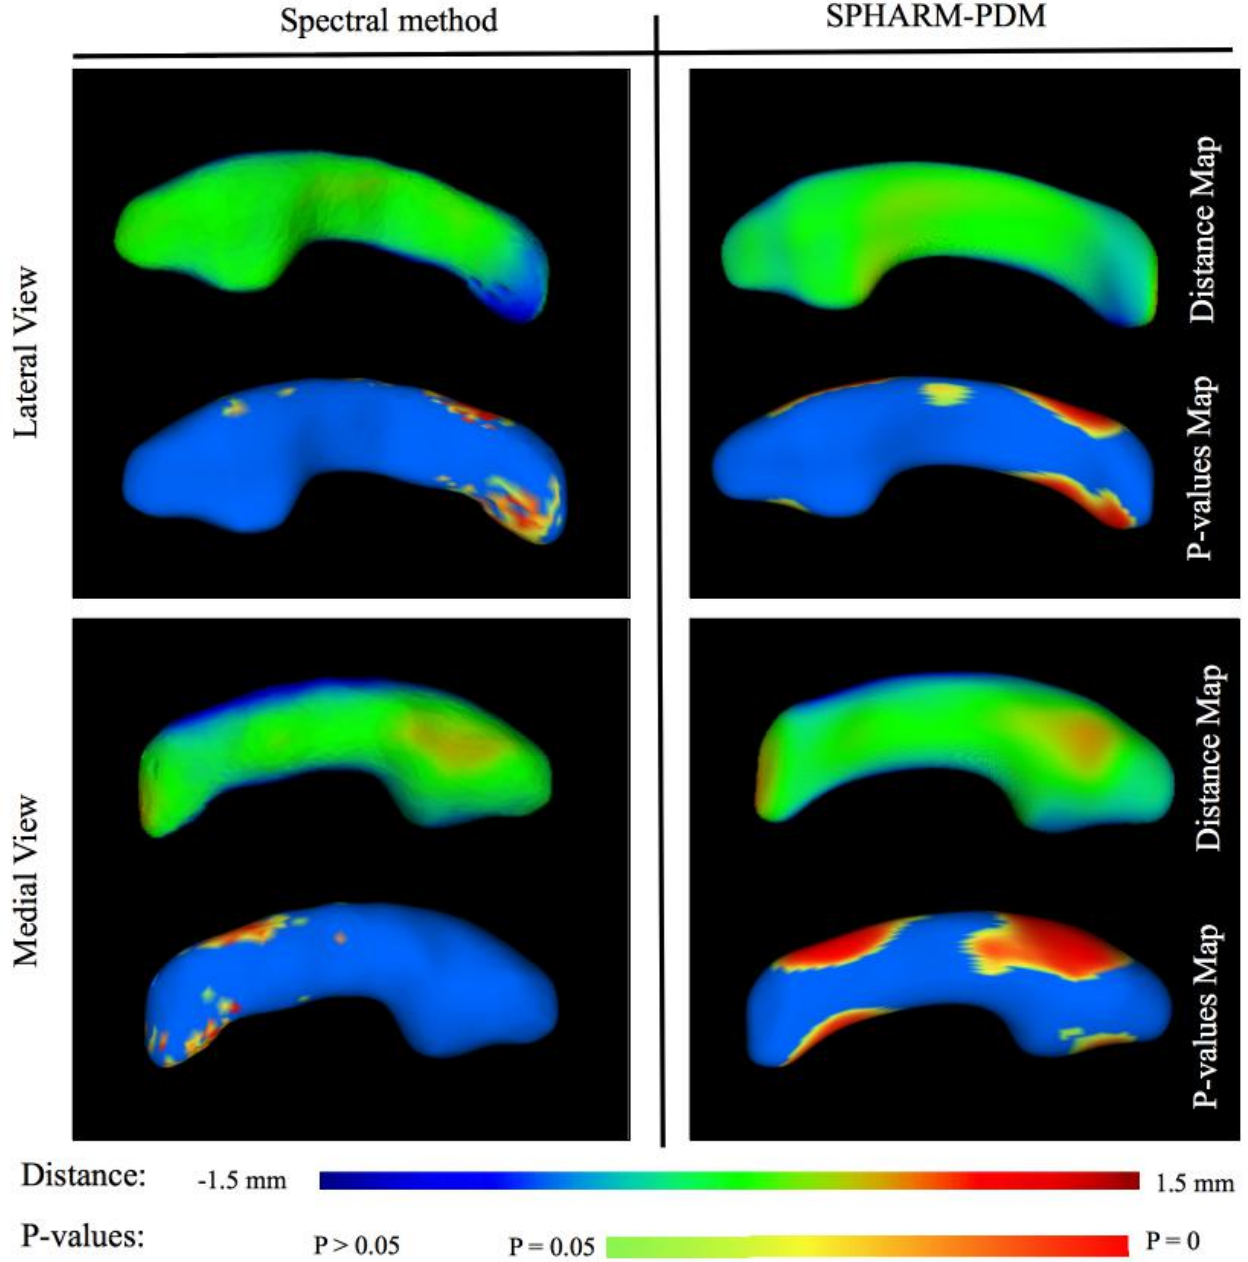 Spectral method
SPHARM-PDM
Lateral View
Distance Map
P-values Map
Medial View
Distance Map
P-values Map
Distance: -1.5 mm 1.5 mm
P-values: P > 0.05 P = 0.05 P = 0